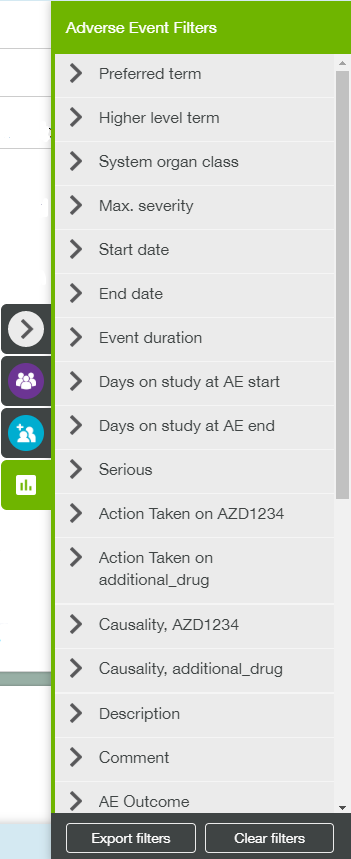 Adverse Event Filters
Preferred term
Higher level term
System organ class
Max. severity
Start date
End date
Event duration
Days on study at AE start
Days on study at AE end
Serious
Action Taken on AZD1234
Action Taken on
additional_drug
Causality, AZD1234
Causality, additional_drug
Description
Comment
AE Outcome
Export filters
Clear filters